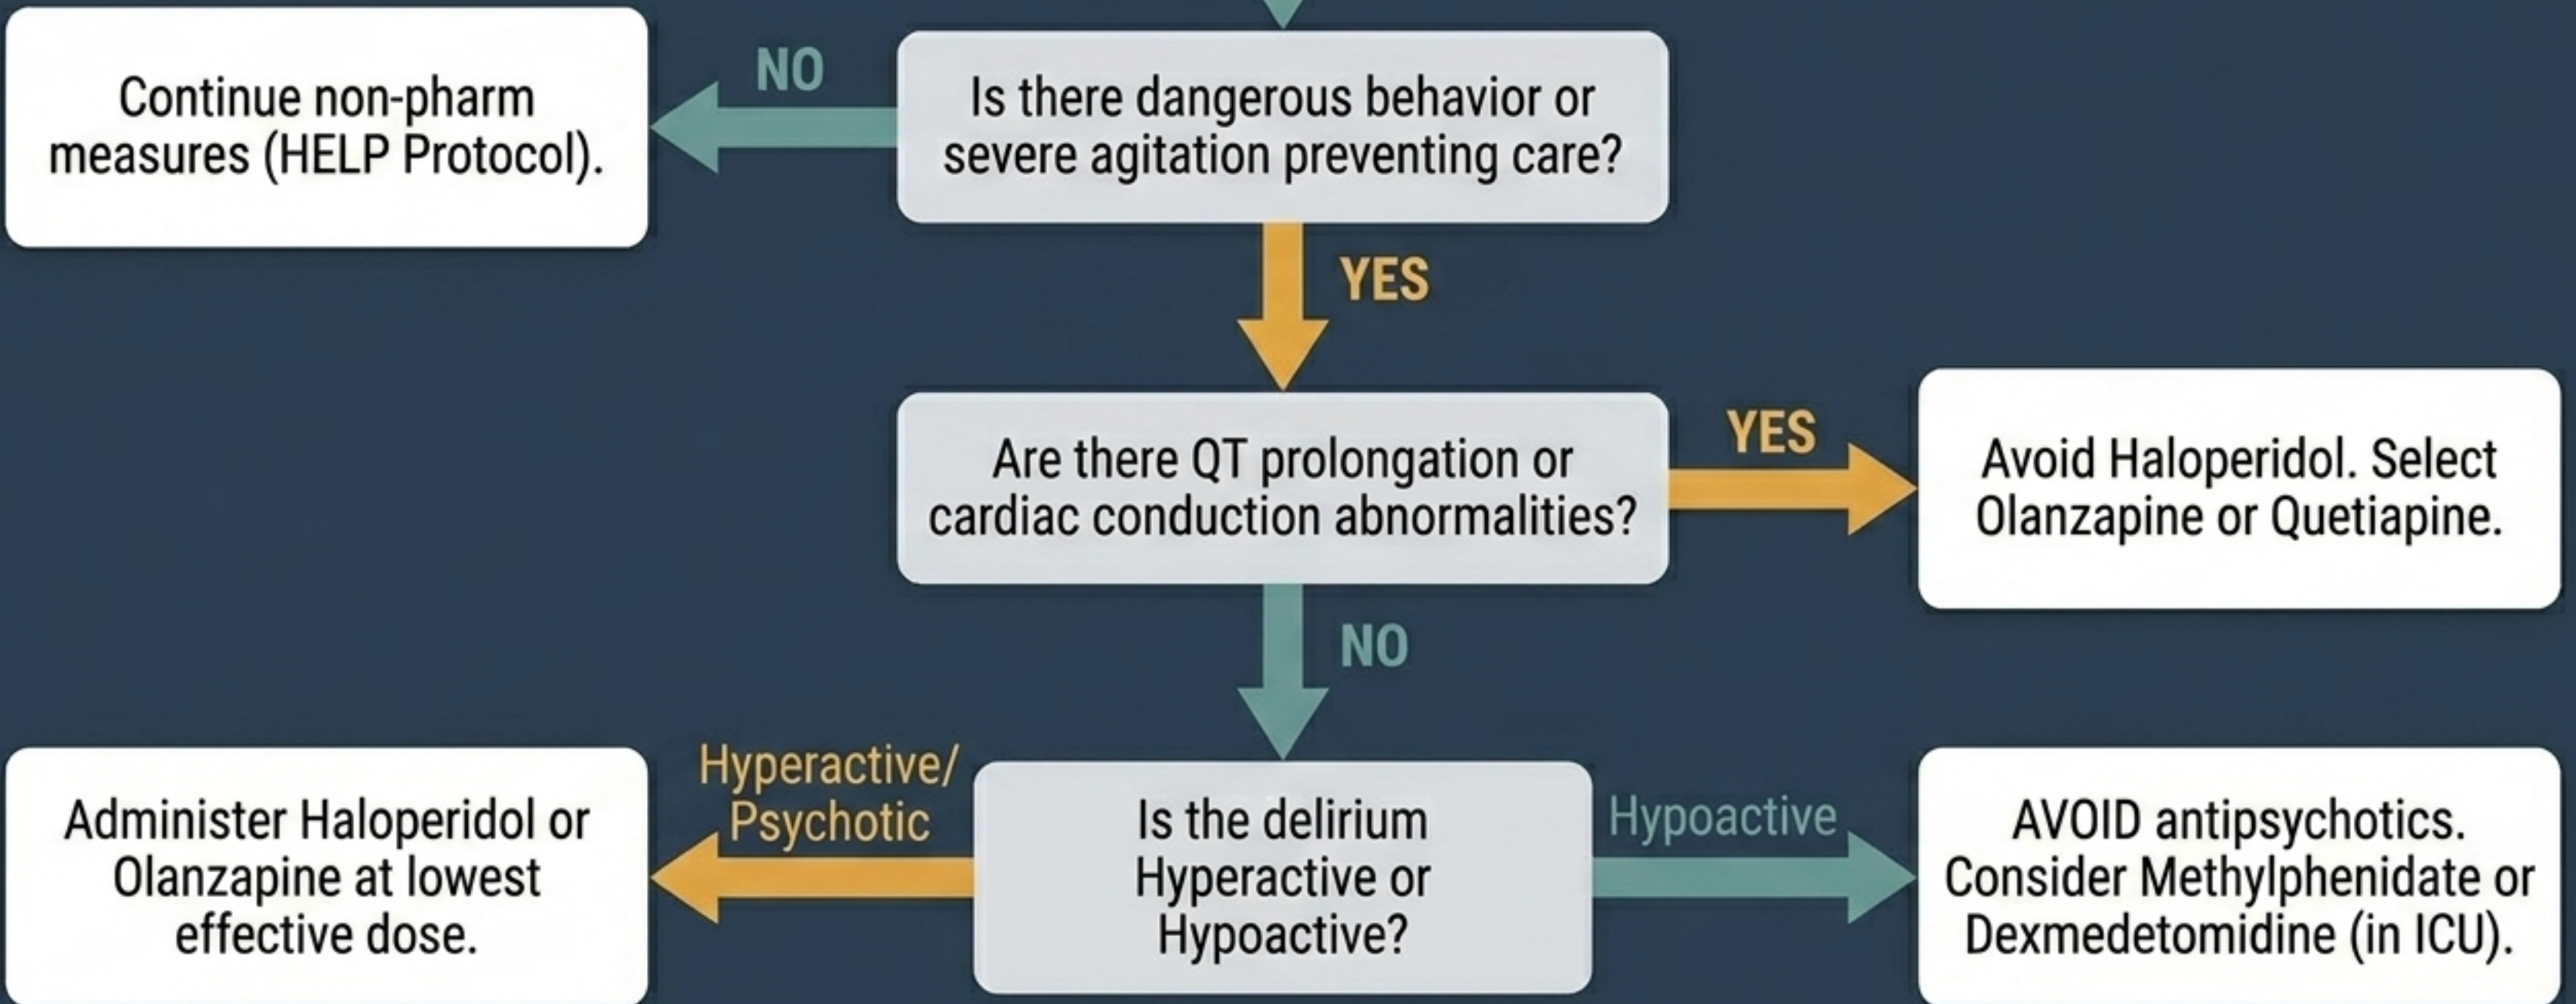 Continue non-pharm
measures (HELP Protocol).
NO
Is there dangerous behavior or
severe agitation preventing care?
YES
Are there QT prolongation or
cardiac conduction abnormalities?
YES
Avoid Haloperidol. Select
Olanzapine or Quetiapine.
NO
Administer Haloperidol or
Olanzapine at lowest
effective dose.
Hyperactive/
Psychotic
Is the delirium
Hyperactive or
Hypoactive?
Hypoactive
AVOID antipsychotics.
Consider Methylphenidate or
Dexmedetomidine (in ICU).